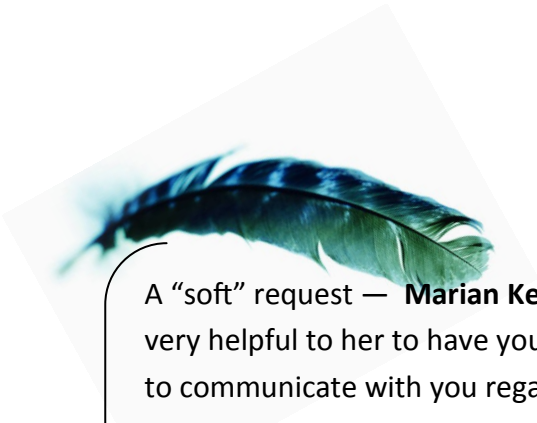 A “soft” request — Marian Ke
very helpful to her to have you
to communicate with you rega